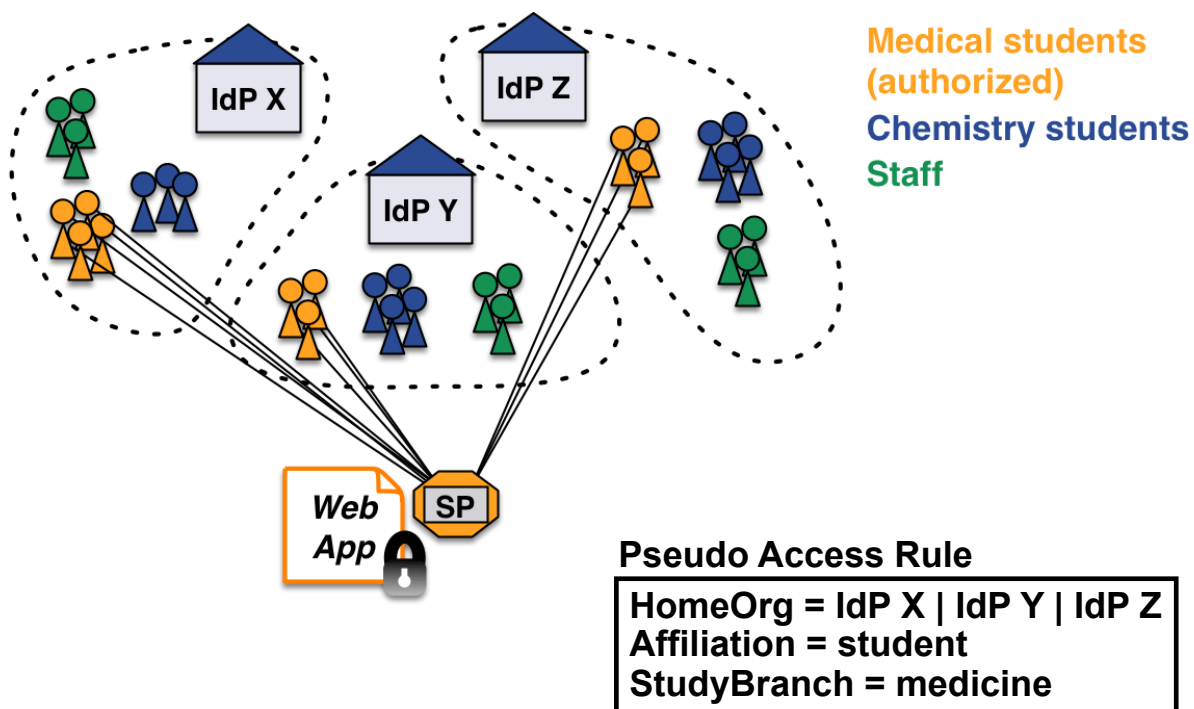 IdP X
IdP Z
IdP Y
Medical students
(authorized)
Chemistry students
Staff
Web
App
SP
Pseudo Access Rule
HomeOrg = IdP X | IdP Y | IdP Z
Affiliation = student
StudyBranch = medicine